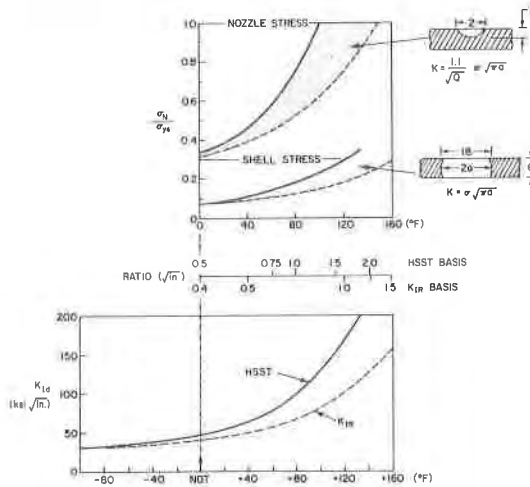 1.0
NOZZLE STRESS
0.8
0.6
σN
σys
0.4
SHELL STRESS
0.2
0
0 40 80 120 160 (°F)
2
K = 1.1
√Q
σ √πa
18
2a
K = σ √πa
0.5 0.75 1.0 1.5 2.0 HSST BASIS
RATIO (√in.)
0.4 0.5 1.0 1.5 KIR BASIS
200
150
KId
(ksi √in.)
100
50
0
HSST
KIR
-80 -40 NDT +40 +80 +120 +160 (°F)